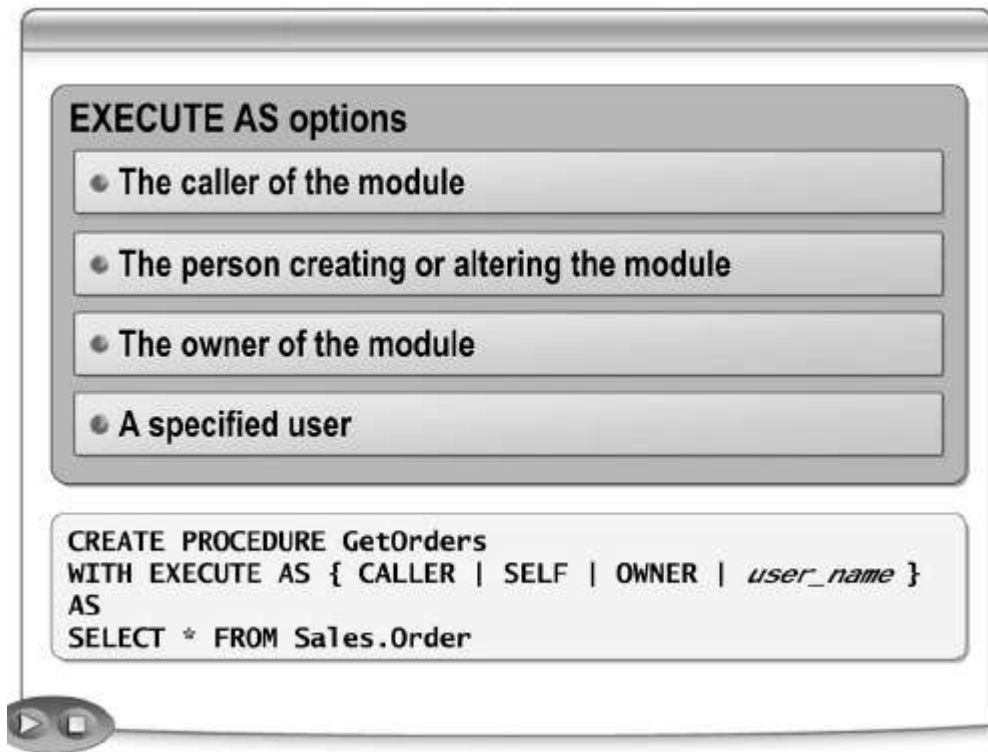 EXECUTE AS options
The caller of the module
The person creating or altering the module
The owner of the module
A specified user
CREATE PROCEDURE GetOrders
WITH EXECUTE AS { CALLER | SELF | OWNER | user_name }
AS
SELECT * FROM Sales.Order